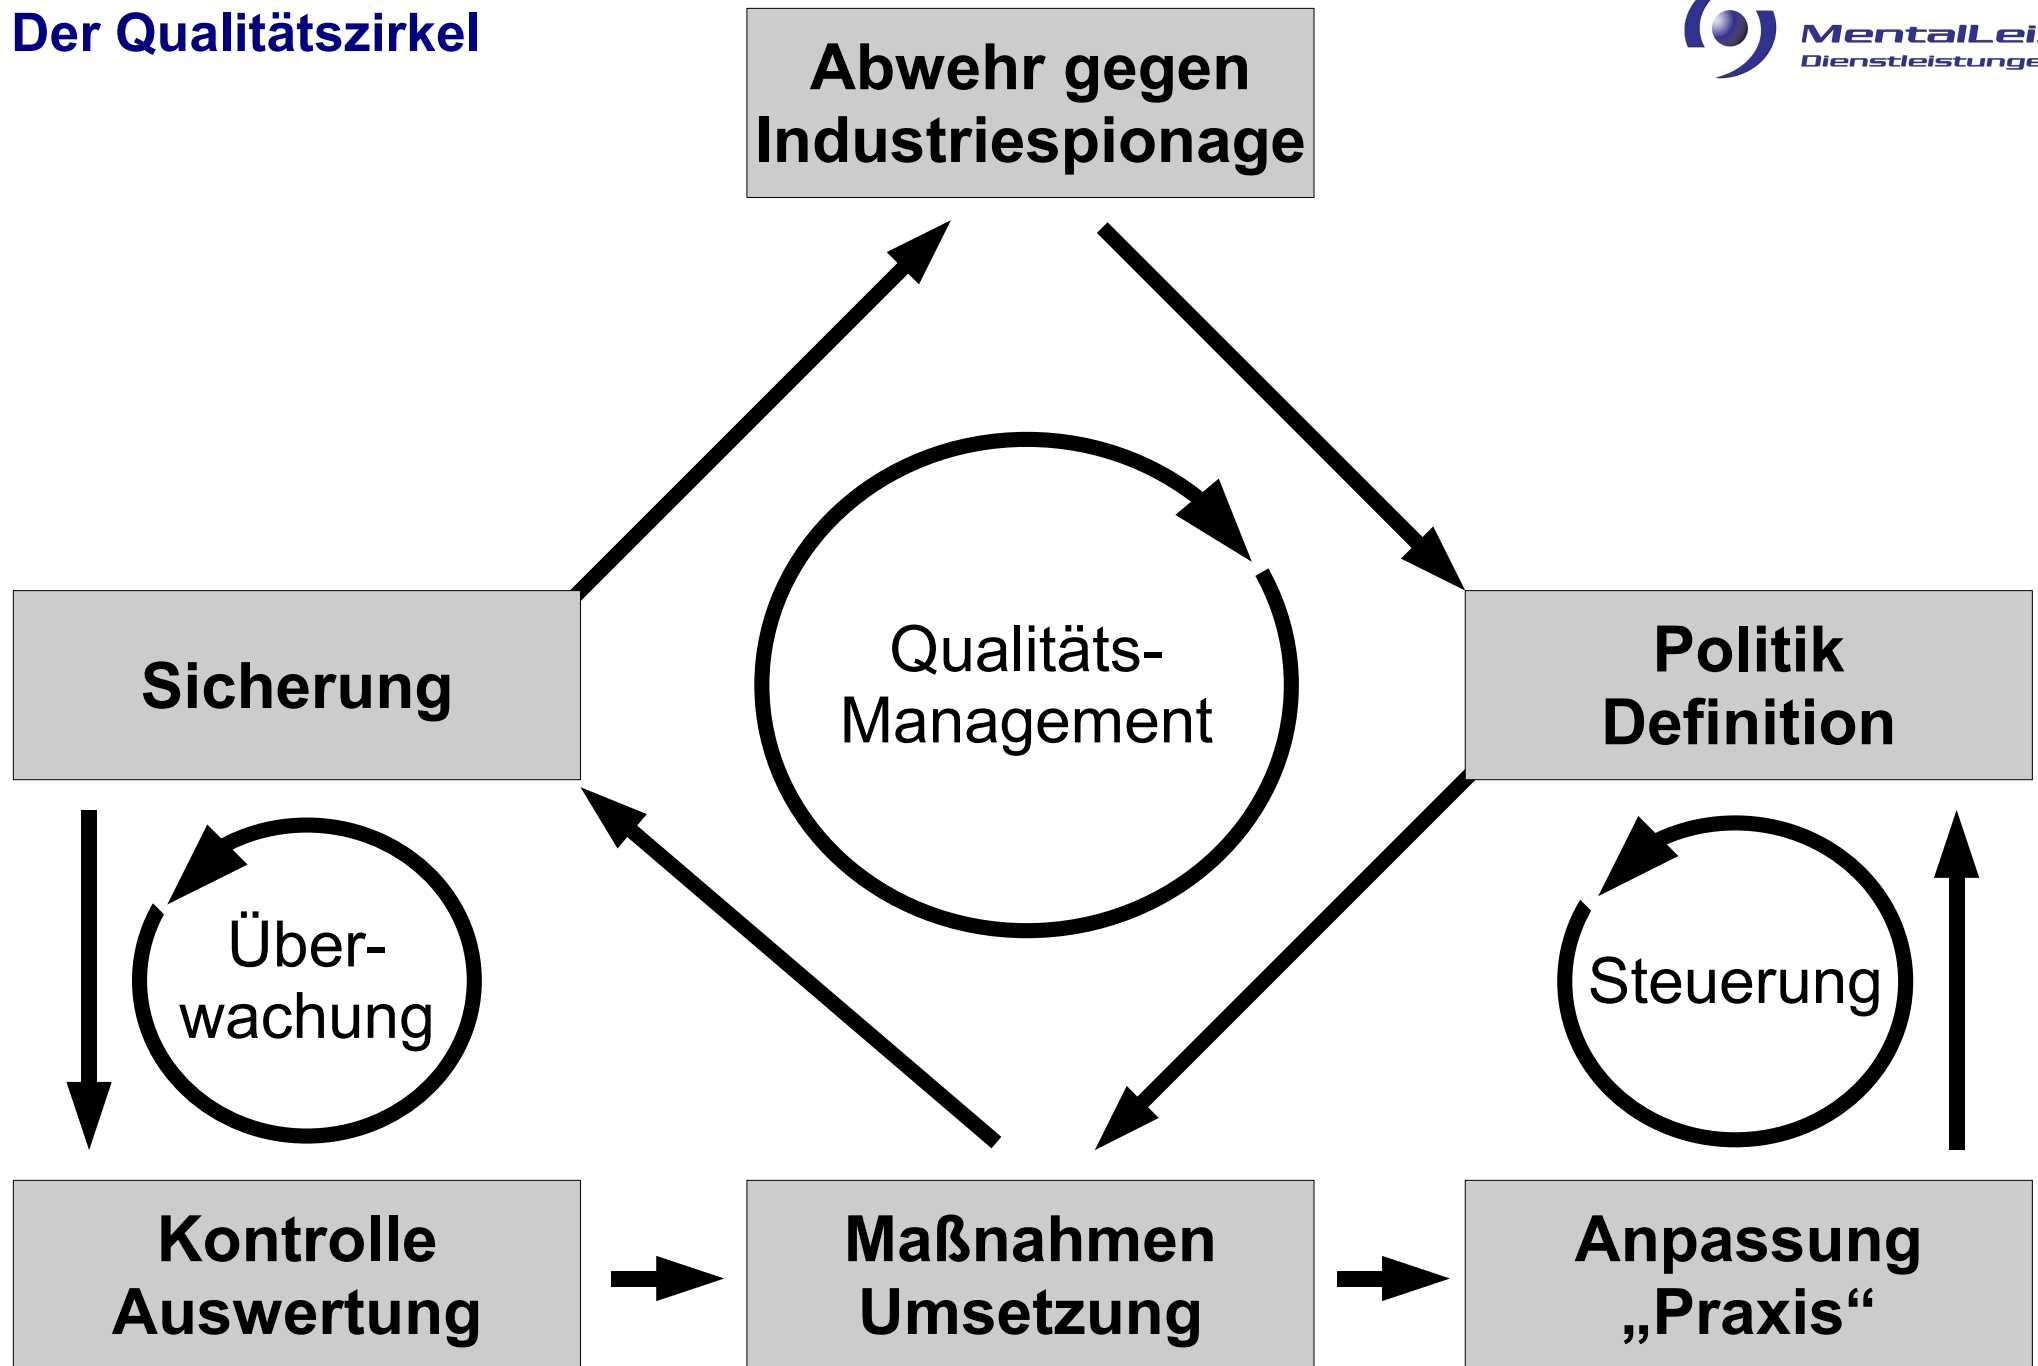 Der Qualitätszirkel
Abwehr gegen
Industriespionage
Dienstleistunge
Sicherung
Qualitäts-
Management
Politik
Definition
Über-
wachung
Steuerung
Kontrolle
Auswertung
Maßnahmen
Umsetzung
Anpassung
„Praxis“